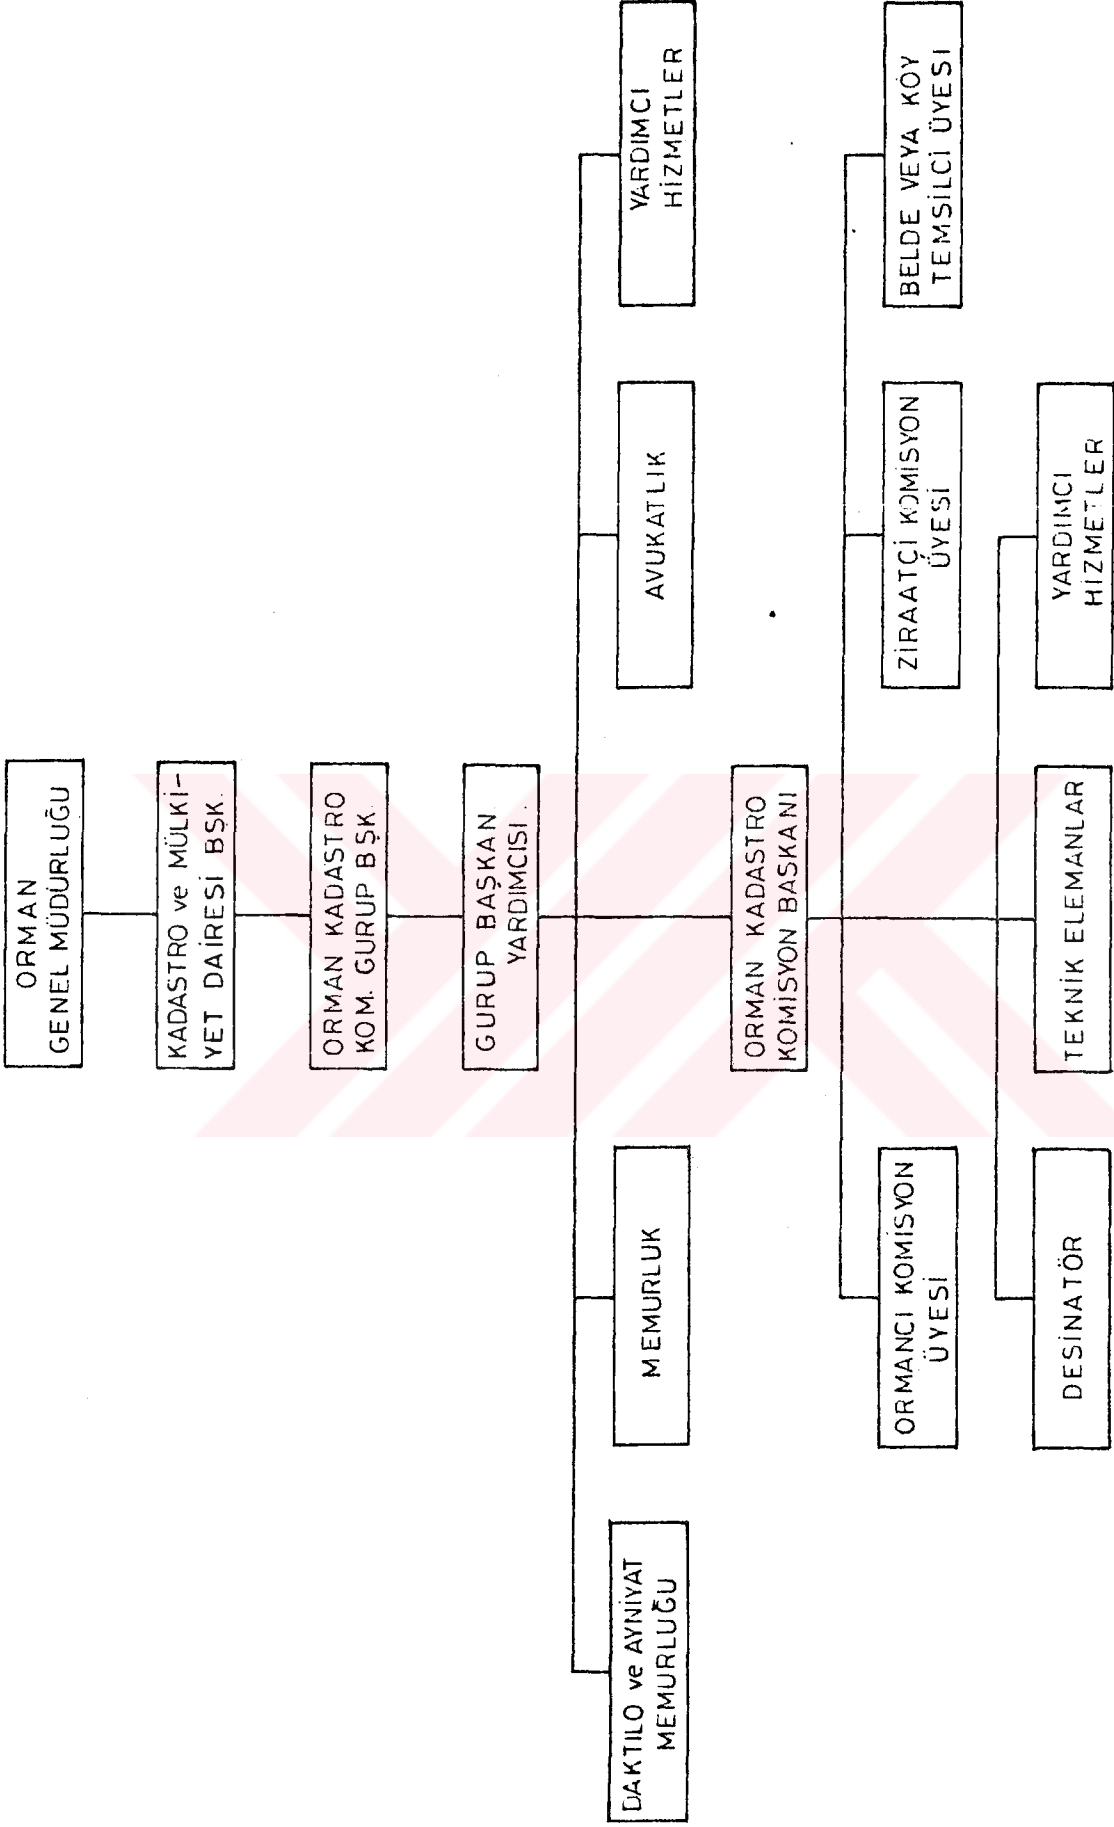 ORMAN
GENEL MÜDÜRLUĞU
KADASTRO ve MÜLKİ-
YET DAİRESİ BŞK.
ORMAN KADASTRO
KOM. GURUP BŞK.
GURUP BAŞKAN
YARDIMCISI.
DAKTILO ve AYNİYAT
MEMURLUĞU
MEMURLUK
AVUKATLIK
YARDIMCI
HİZMETLER
ORMAN KADASTRO
KOMİSYON BAŞKANI
ORMANCI KOMİSYON
ÜYESİ
ZİRAATÇİ KOMİSYON
ÜYESİ
BELDE VEYA KÖY
TEMSİLCİ ÜYESI
DESİNATÖR
TEKNİK ELEMANLAR
YARDIMCI
HİZMETLER